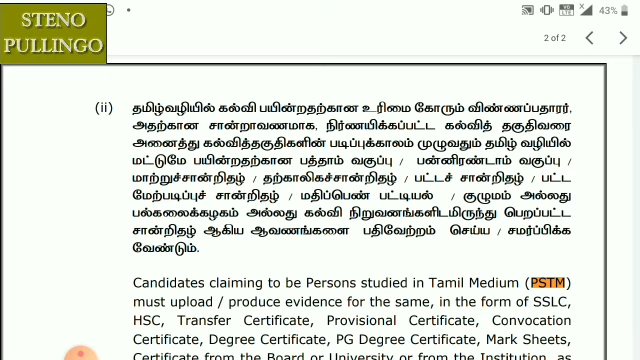 STENO
PULLINGO
43%
2 of 2
(ii) தமிழ்வழியில் கல்வி பயின்றதற்கான உரிமை கோரும் விண்ணப்பதாரர்,
அதற்கான சான்றாவணமாக, நிர்ணயிக்கப்பட்ட கல்வித் தகுதிவரை
அனைத்து கல்வித்தகுதிகளின் படிப்புக்காலம் முழுவதும் தமிழ் வழியில்
மட்டுமே பயின்றதற்கான பத்தாம் வகுப்பு / பன்னிரண்டாம் வகுப்பு /
மாற்றுச்சான்றிதழ் / தற்காலிகச்சான்றிதழ் / பட்டச் சான்றிதழ் / பட்ட
மேற்படிப்புச் சான்றிதழ் / மதிப்பெண் பட்டியல் / குழுமம் அல்லது
பல்கலைக்கழகம் அல்லது கல்வி நிறுவனங்களிடமிருந்து பெறப்பட்ட
சான்றிதழ் ஆகிய ஆவணங்களை பதிவேற்றம் செய்ய / சமர்ப்பிக்க
வேண்டும்.
Candidates claiming to be Persons studied in Tamil Medium (PSTM)
must upload / produce evidence for the same, in the form of SSLC,
HSC, Transfer Certificate, Provisional Certificate, Convocation
Certificate, Degree Certificate, PG Degree Certificate, Mark Sheets,
Certificate from the Board or University or from the Institution, as